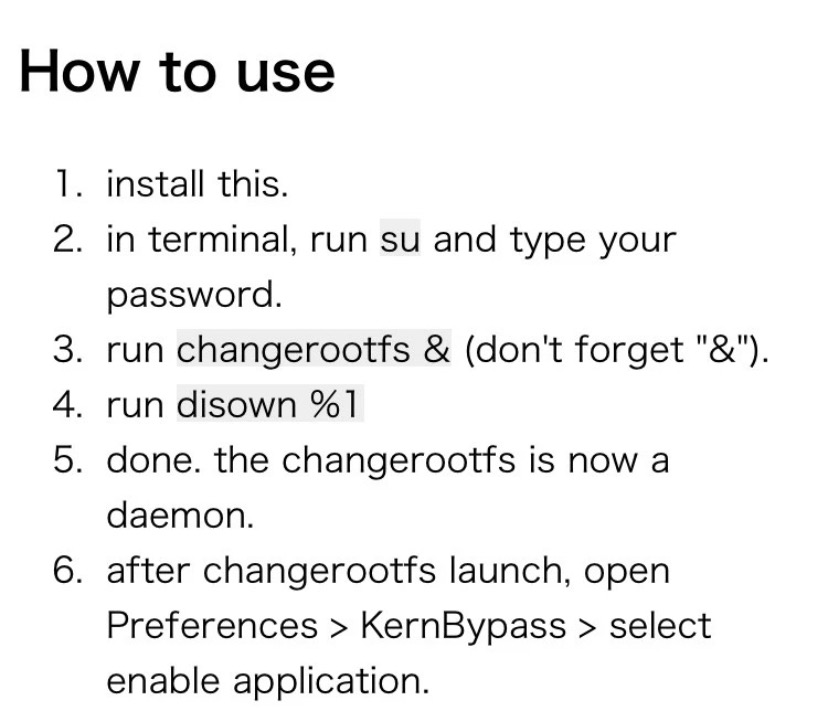 How to use
1. install this.
2. in terminal, run su and type your
password.
3. run changerootfs & (don't forget "&").
4. run disown %1
5. done. the changerootfs is now a
daemon.
6. after changerootfs launch, open
Preferences > KernBypass > select
enable application.